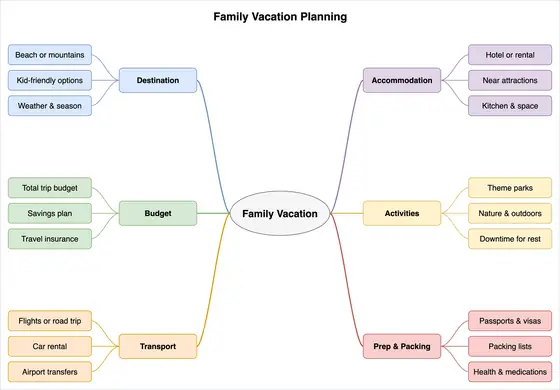 Family Vacation Planning
Beach or mountains
Kid-friendly options
Weather & season
Destination
Total trip budget
Savings plan
Travel insurance
Budget
Flights or road trip
Car rental
Airport transfers
Transport
Family Vacation
Accommodation
Hotel or rental
Near attractions
Kitchen & space
Activities
Theme parks
Nature & outdoors
Downtime for rest
Prep & Packing
Passports & visas
Packing lists
Health & medications